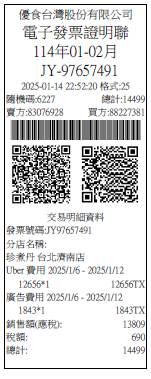 優食台灣股份有限公司
電子發票證明聯
114年01-02月
JY-97657491
2025-01-14 22:52:20 格式:25
隨機碼:6227 總計:14499
賣方:83076928 買方:88227381
交易明細資料
發票號碼:JY97657491
分店名稱:
珍煮丹 台北濟南店
Uber 費用 2025/1/6 - 2025/1/12
12656*1 12656TX
廣告費用 2025/1/6 - 2025/1/12
1843*1 1843TX
銷售額(應稅): 13809
稅額: 690
總計: 14499